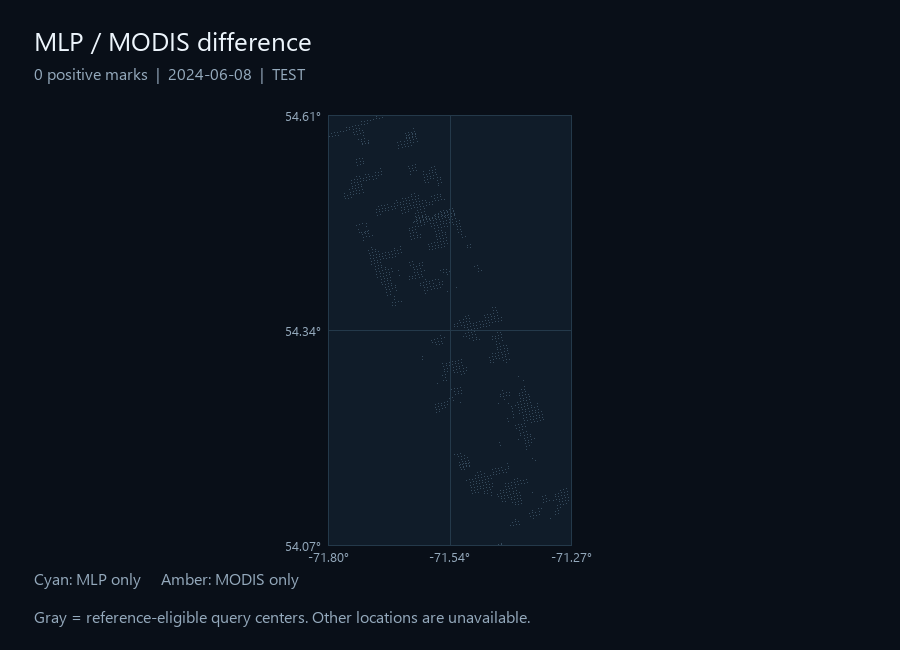 MLP / MODIS difference
0 positive marks | 2024-06-08 | TEST
54.61°
54.34°
54.07°
-71.80° -71.54° -71.27°
Cyan: MLP only Amber: MODIS only
Gray = reference-eligible query centers. Other locations are unavailable.